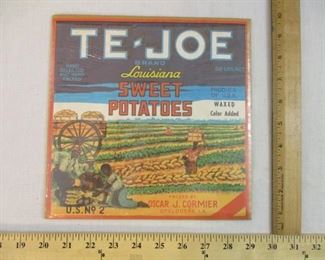 TE-JOE
BRAND
Louisiana
SWEET
POTATOES
PRODUCE
OF U.S.A.
WAXED
Color Added
U.S. No 2
PACKED BY
OSCAR J. CORMIER
OPELOUSAS, LA.